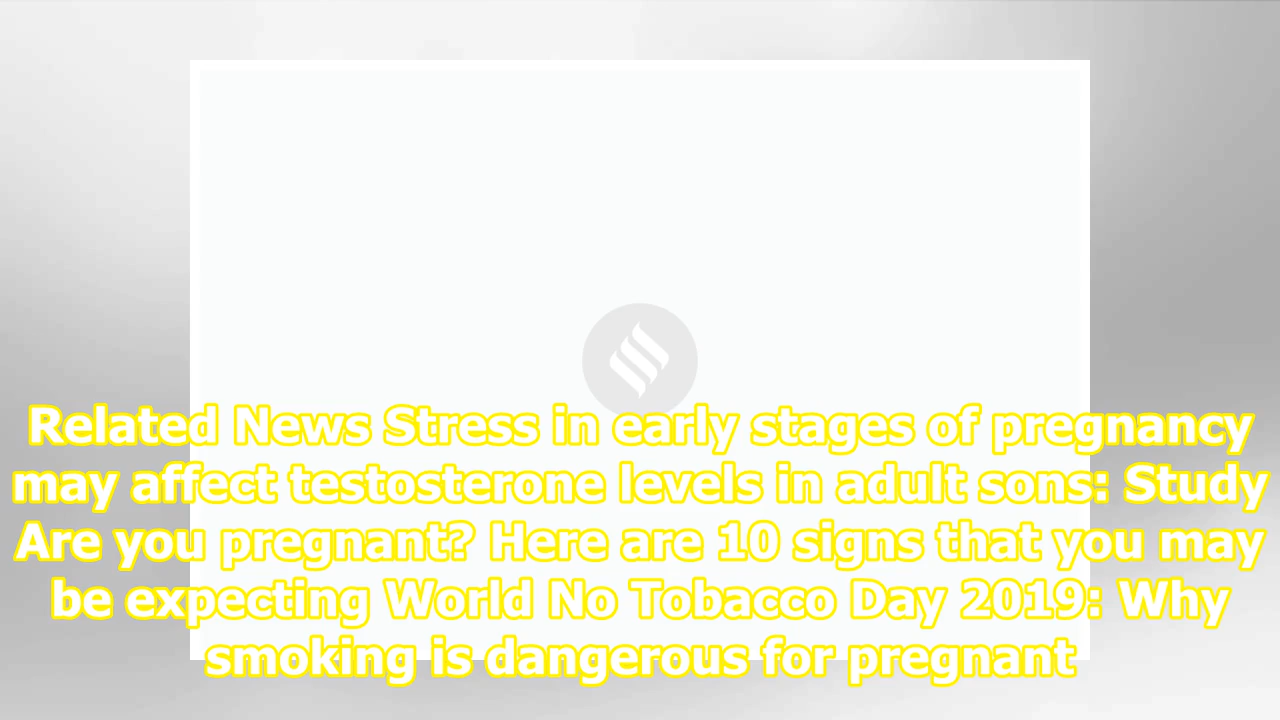 Related News Stress in early stages of pregnancy
may affect testosterone levels in adult sons: Study
Are you pregnant? Here are 10 signs that you may
be expecting World No Tobacco Day 2019: Why
smoking is dangerous for pregnant